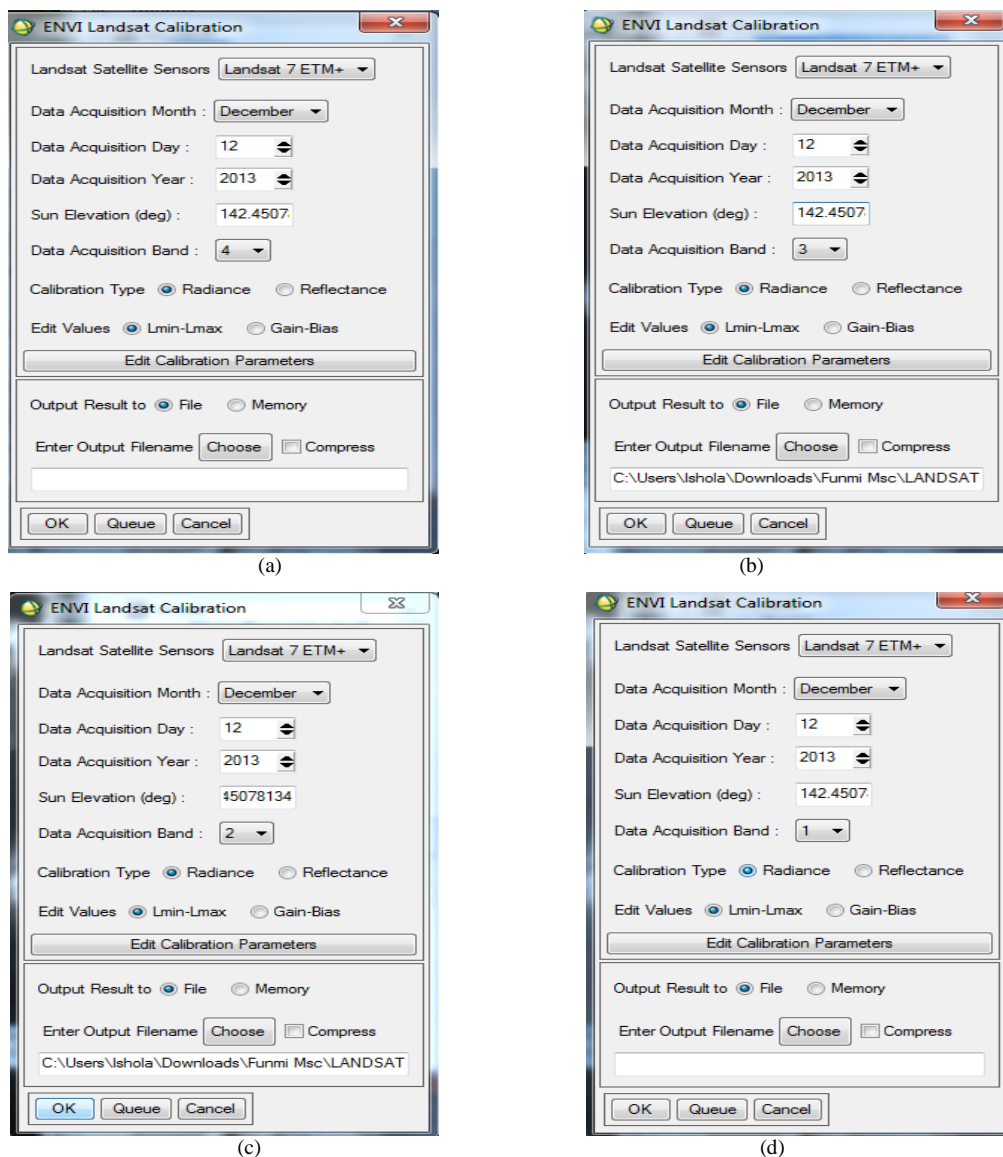 ENVI Landsat Calibration
Landsat Satellite Sensors Landsat 7 ETM+
Data Acquisition Month : December
Data Acquisition Day : 12
Data Acquisition Year : 2013
Sun Elevation (deg) : 142.4507
Data Acquisition Band : 4
Calibration Type Radiance Reflectance
Edit Values Lmin-Lmax Gain-Bias
Edit Calibration Parameters
Output Result to File Memory
Enter Output Filename Choose Compress
OK Queue Cancel
(a)
ENVI Landsat Calibration
Landsat Satellite Sensors Landsat 7 ETM+
Data Acquisition Month : December
Data Acquisition Day : 12
Data Acquisition Year : 2013
Sun Elevation (deg) : 142.4507
Data Acquisition Band : 3
Calibration Type Radiance Reflectance
Edit Values Lmin-Lmax Gain-Bias
Edit Calibration Parameters
Output Result to File Memory
Enter Output Filename Choose Compress
C:\Users\Ishola\Downloads\Funmi Msc\LANDSAT
OK Queue Cancel
(b)
ENVI Landsat Calibration
Landsat Satellite Sensors Landsat 7 ETM+
Data Acquisition Month : December
Data Acquisition Day : 12
Data Acquisition Year : 2013
Sun Elevation (deg) : 45078134
Data Acquisition Band : 2
Calibration Type Radiance Reflectance
Edit Values Lmin-Lmax Gain-Bias
Edit Calibration Parameters
Output Result to File Memory
Enter Output Filename Choose Compress
C:\Users\Ishola\Downloads\Funmi Msc\LANDSAT
OK Queue Cancel
(c)
ENVI Landsat Calibration
Landsat Satellite Sensors Landsat 7 ETM+
Data Acquisition Month : December
Data Acquisition Day : 12
Data Acquisition Year : 2013
Sun Elevation (deg) : 142.4507
Data Acquisition Band : 1
Calibration Type Radiance Reflectance
Edit Values Lmin-Lmax Gain-Bias
Edit Calibration Parameters
Output Result to File Memory
Enter Output Filename Choose Compress
OK Queue Cancel
(d)